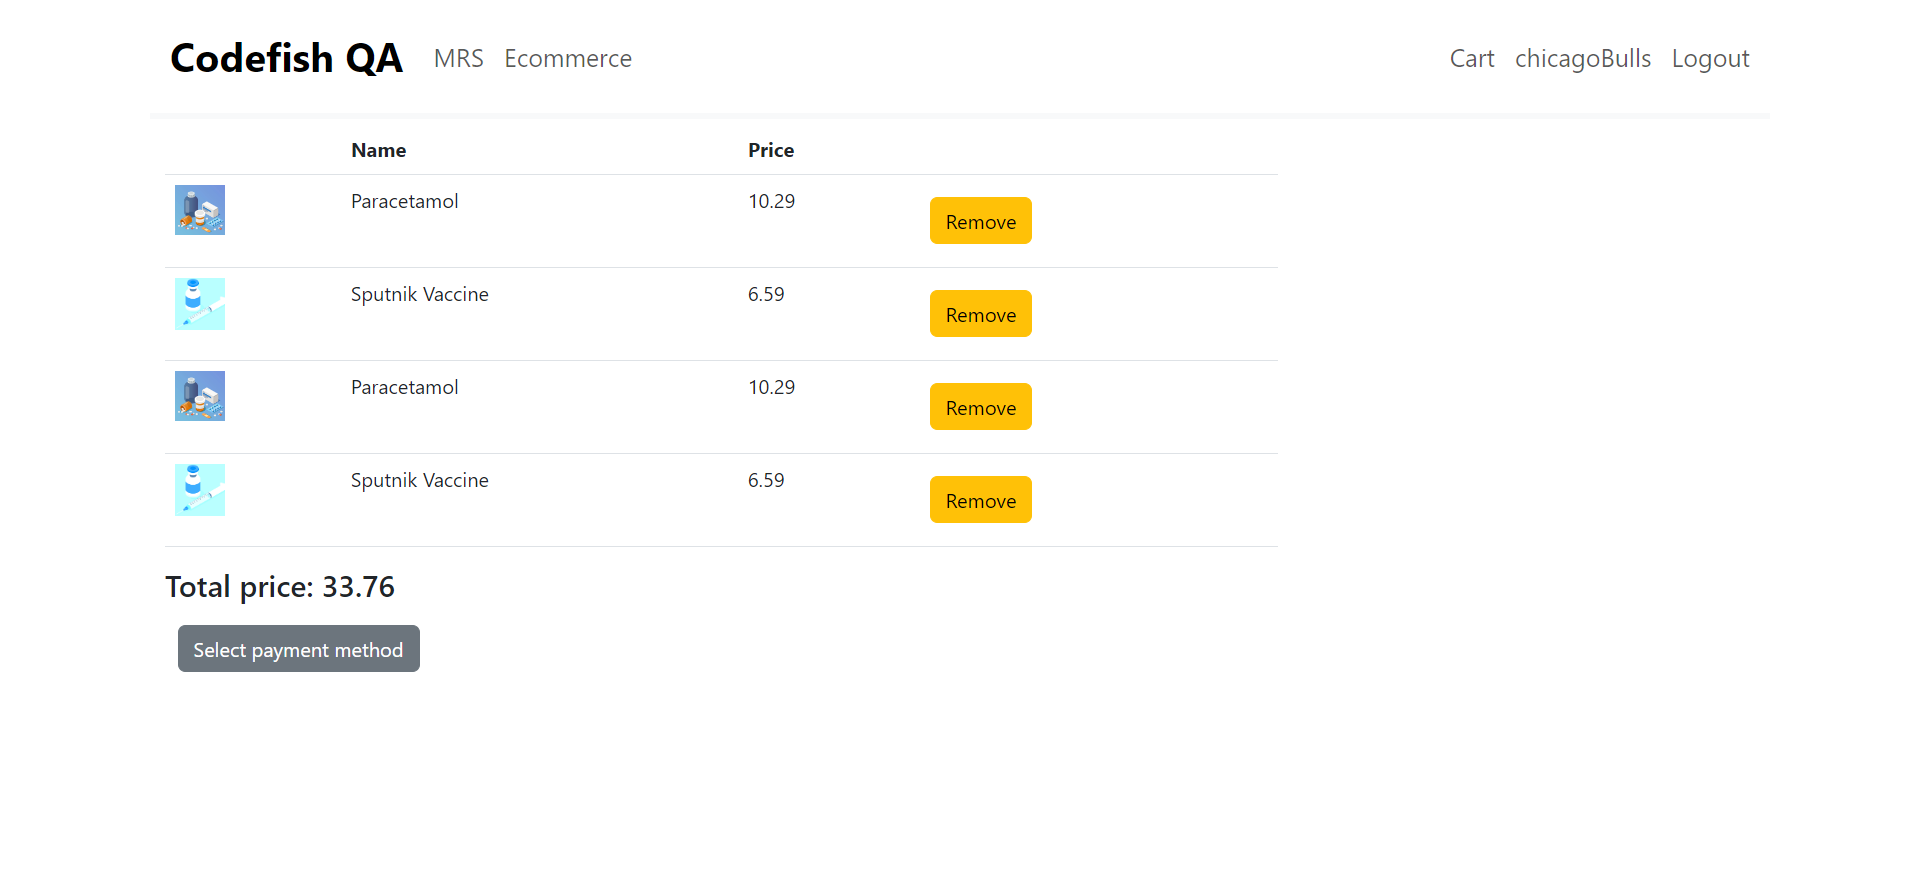 Codefish QA MRS Ecommerce Cart chicagoBulls Logout
Name Price
Paracetamol 10.29 Remove
Sputnik Vaccine 6.59 Remove
Paracetamol 10.29 Remove
Sputnik Vaccine 6.59 Remove
Total price: 33.76
Select payment method